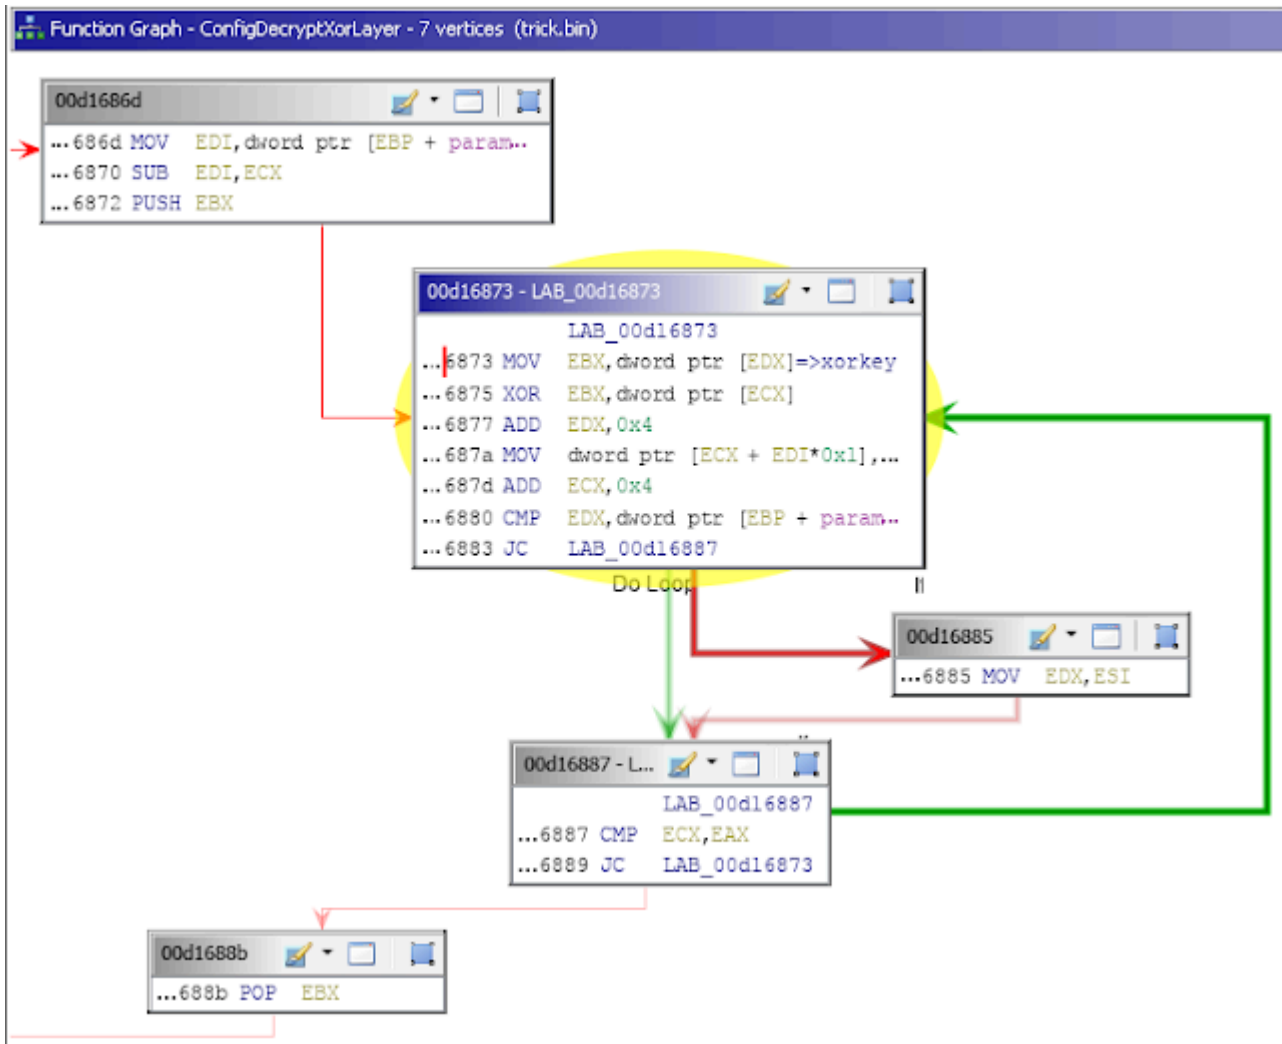 Function Graph - ConfigDecryptXorLayer - 7 vertices (trick.bin)
00d1686d
...686d MOV EDI,dword ptr [EBP + param...
...6870 SUB EDI,ECX
...6872 PUSH EBX
00d16873 - LAB_00d16873
LAB_00d16873
...6873 MOV EBX,dword ptr [EDX]=>xorkey
...6875 XOR EBX,dword ptr [ECX]
...6877 ADD EDX,0x4
...687a MOV dword ptr [ECX + EDI*0x1],...
...687d ADD ECX,0x4
...6880 CMP EDX,dword ptr [EBP + param...
...6883 JC LAB_00d16887
Do Loop
00d16885
...6885 MOV EDX,ESI
00d16887 - L...
LAB_00d16887
...6887 CMP ECX,EAX
...6889 JC LAB_00d16873
00d1688b
...688b POP EBX